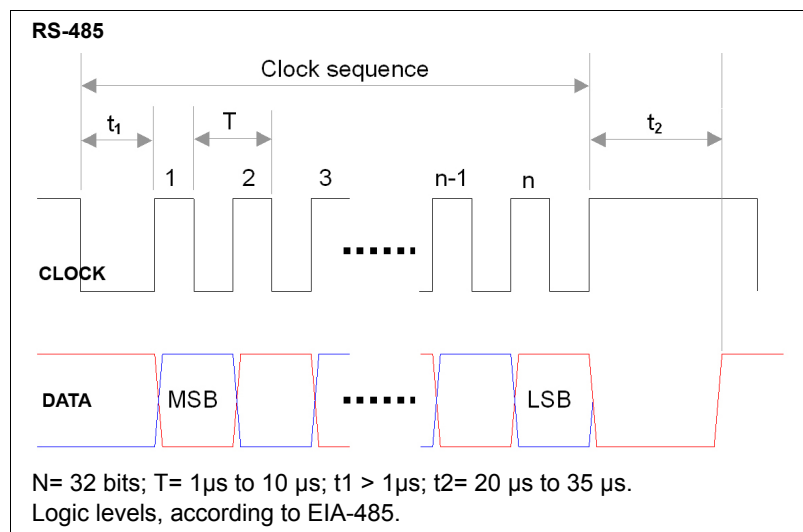 RS-485
Clock sequence
t₁ T t₂
1 2 3 n-1 n
CLOCK
DATA MSB LSB
N= 32 bits; T= 1µs to 10 µs; t1 > 1µs; t2= 20 µs to 35 µs.
Logic levels, according to EIA-485.